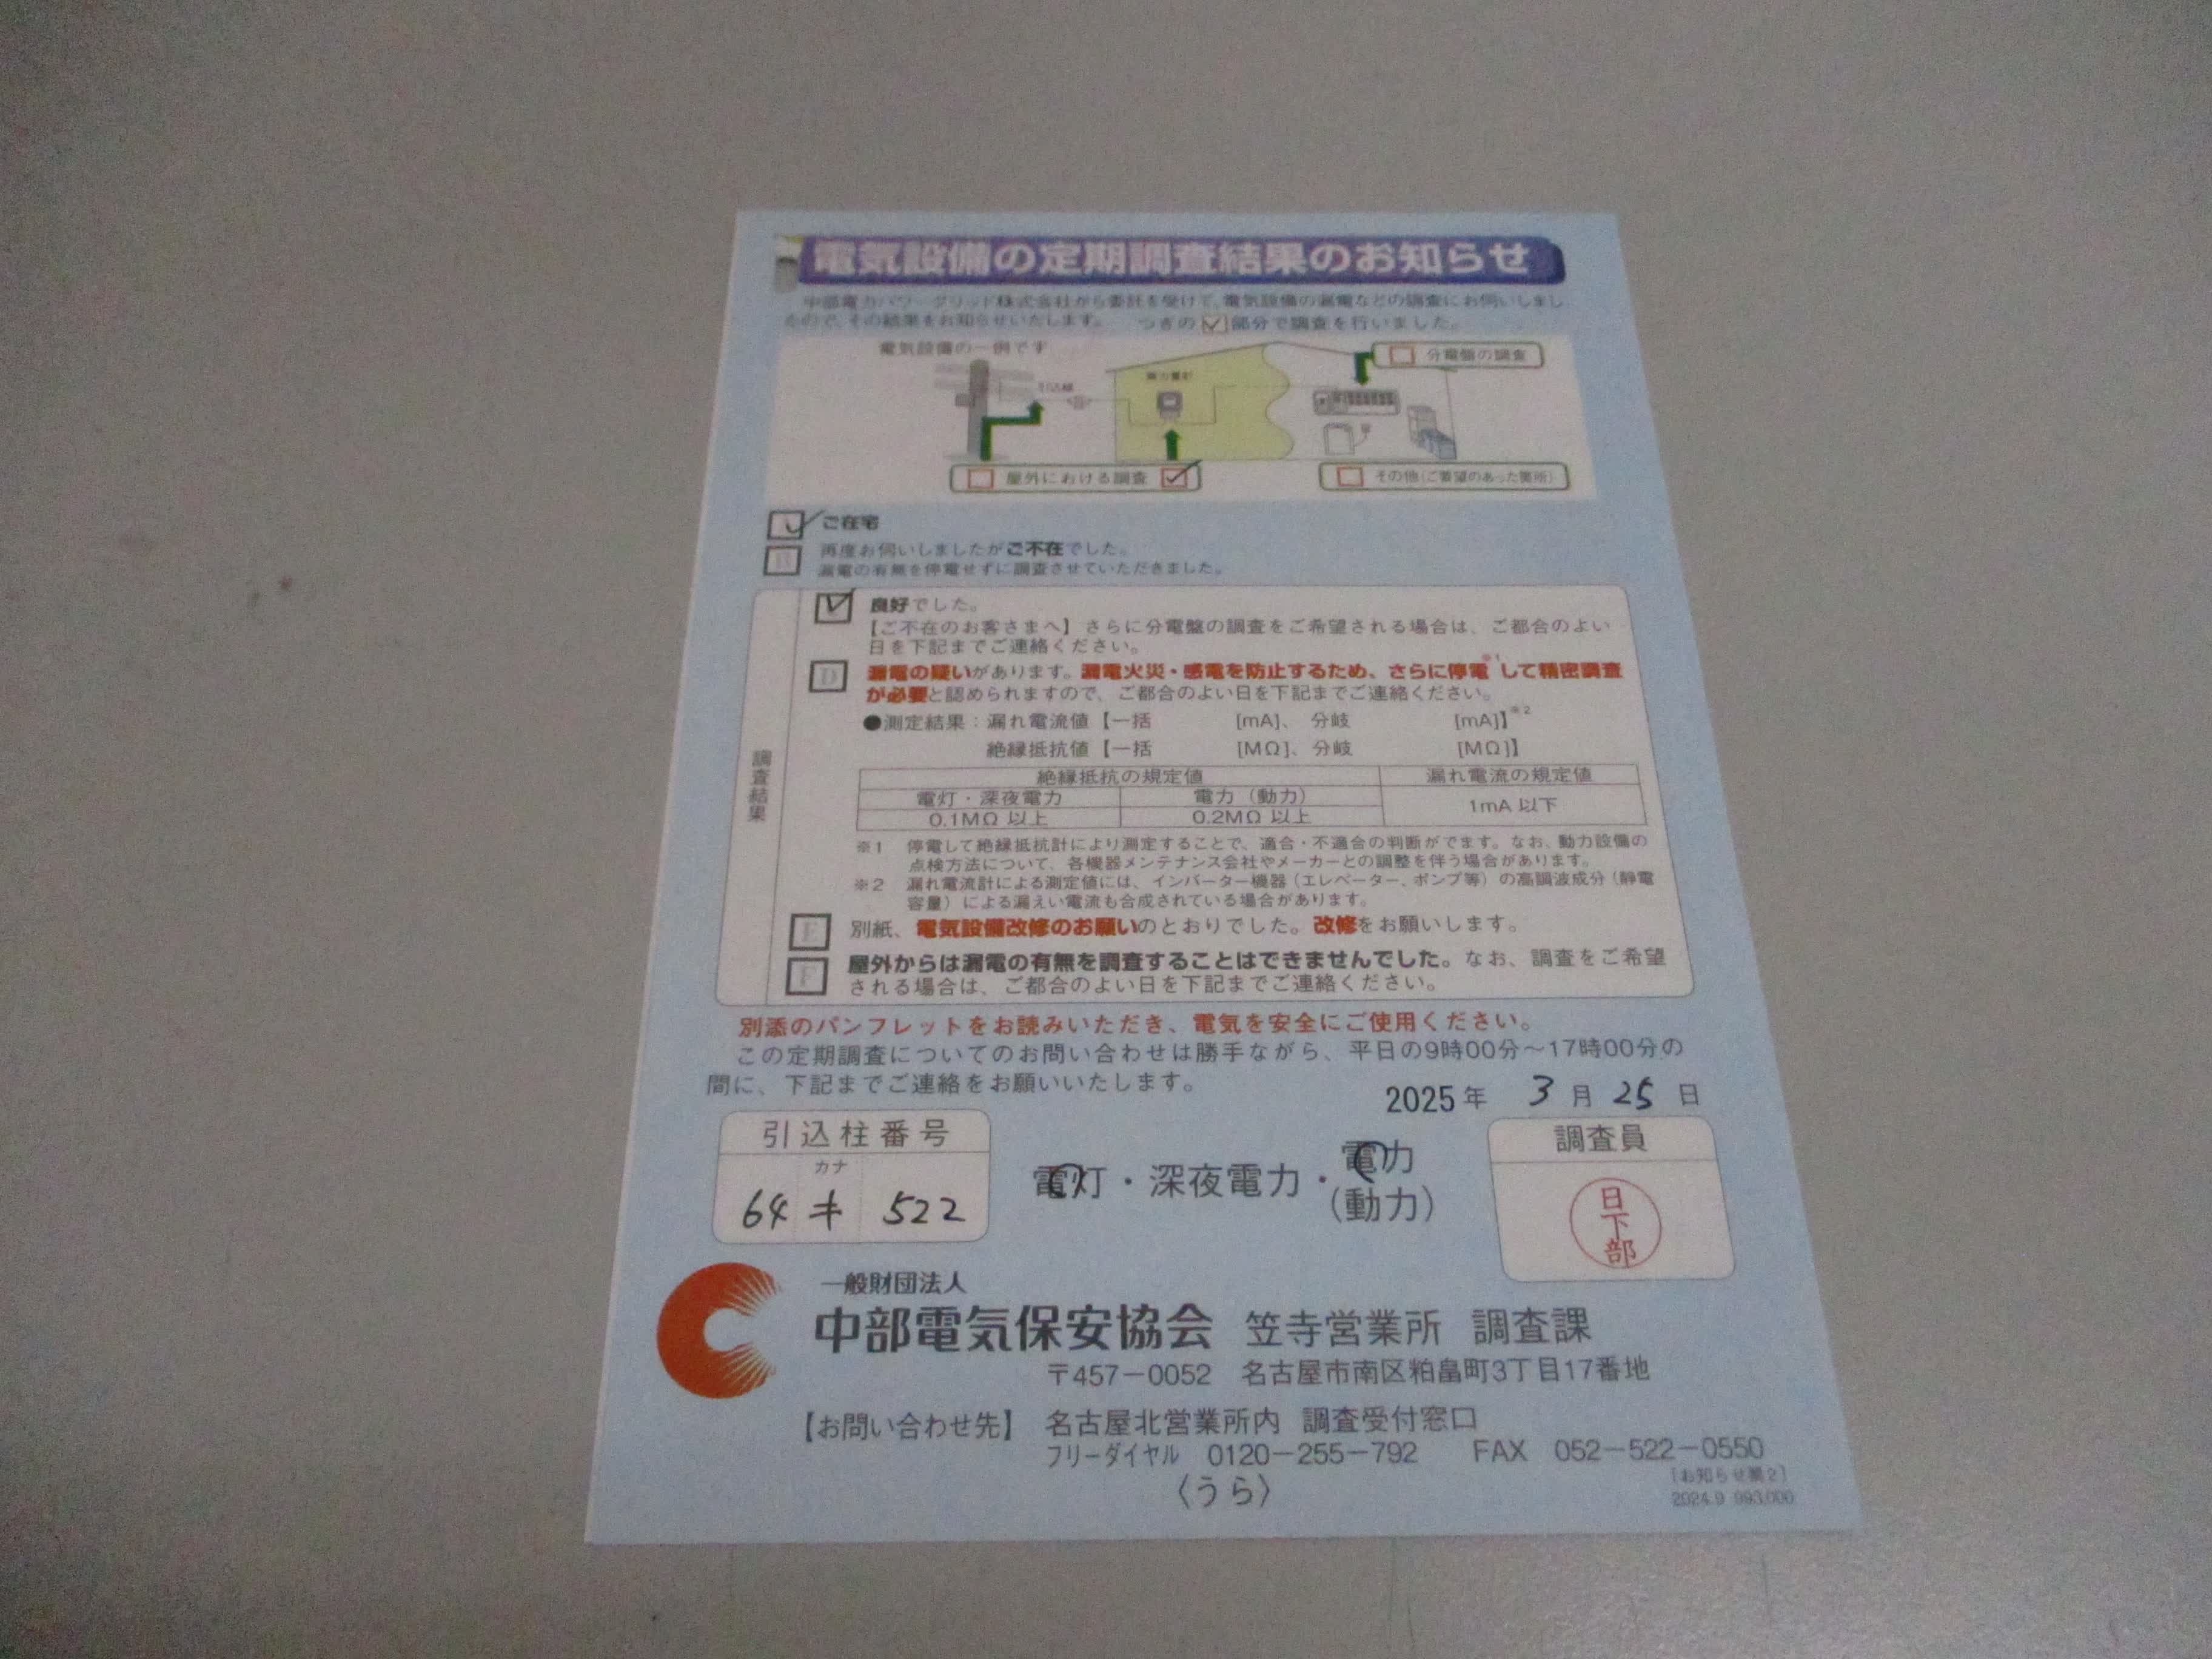 電気設備の定期調査結果のお知らせ
中部電力パワーグリッド株式会社から委託を受けて、電気設備の漏電などの調査にお伺いしまし
たので、その結果をお知らせいたします。 つぎの☑部分で調査を行いました。
電気設備の一例です
分電盤の調査
引込線
電力量計
屋外における調査
その他(ご希望のあった箇所)
ご在宅
B 再度お伺いしましたがご不在でした。
漏電の有無を停電せずに調査させていただきました。
調査結果
良好でした。
【ご不在のお客さまへ】さらに分電盤の調査をご希望される場合は、ご都合のよい
日を下記までご連絡ください。
D 漏電の疑いがあります。漏電火災・感電を防止するため、さらに停電※1して精密調査
が必要と認められますので、ご都合のよい日を下記までご連絡ください。
●測定結果:漏れ電流値【一括 [mA]、分岐 [mA]】※2
絶縁抵抗値【一括 [MΩ]、分岐 [MΩ]】
絶縁抵抗の規定値 漏れ電流の規定値
電灯・深夜電力 電力(動力) 1mA 以下
0.1MΩ 以上 0.2MΩ 以上
※1 停電して絶縁抵抗計により測定することで、適合・不適合の判断ができます。なお、動力設備の
点検方法について、各機器メンテナンス会社やメーカーとの調整を伴う場合があります。
※2 漏れ電流計による測定値には、インバーター機器(エレベーター、ポンプ等)の高調波成分(静電
容量)による漏えい電流も合成されている場合があります。
E 別紙、電気設備改修のお願いのとおりでした。改修をお願いします。
F 屋外からは漏電の有無を調査することはできませんでした。なお、調査をご希望
される場合は、ご都合のよい日を下記までご連絡ください。
別添のパンフレットをお読みいただき、電気を安全にご使用ください。
この定期調査についてのお問い合わせは勝手ながら、平日の9時00分~17時00分の
間に、下記までご連絡をお願いいたします。
2025年 3月 25日
引込柱番号
カナ
64 キ 522
電灯・深夜電力・電力
(動力)
調査員
日下部
一般財団法人
中部電気保安協会 笠寺営業所 調査課
〒457-0052 名古屋市南区粕畠町3丁目17番地
【お問い合わせ先】 名古屋北営業所内 調査受付窓口
フリーダイヤル 0120-255-792 FAX 052-522-0550
〈うら〉
[お知らせ票2]
2024.9 993,000